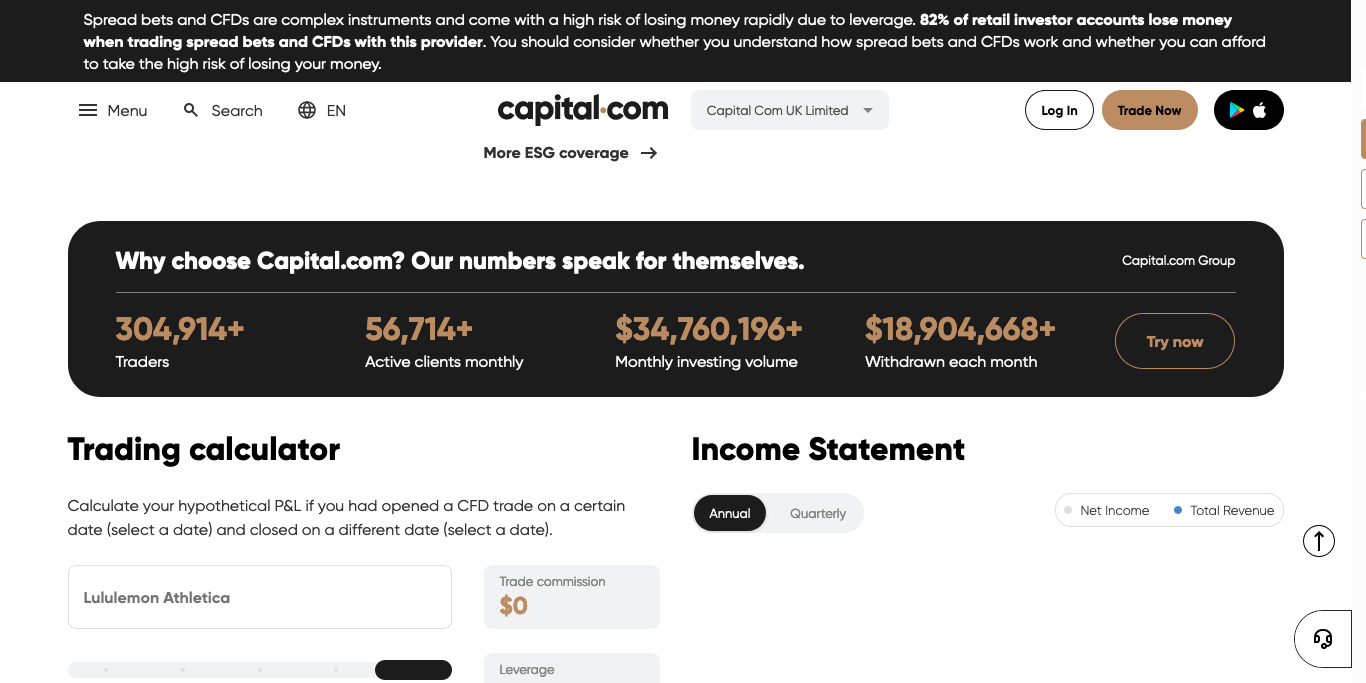 Spread bets and CFDs are complex instruments and come with a high risk of losing money rapidly due to leverage. 82% of retail investor accounts lose money
when trading spread bets and CFDs with this provider. You should consider whether you understand how spread bets and CFDs work and whether you can afford
to take the high risk of losing your money.
Menu Search EN capital.com Capital Com UK Limited Log In Trade Now
More ESG coverage
Why choose Capital.com? Our numbers speak for themselves. Capital.com Group
304,914+ 56,714+ $34,760,196+ $18,904,668+ Try now
Traders Active clients monthly Monthly investing volume Withdrawn each month
Trading calculator
Calculate your hypothetical P&L if you had opened a CFD trade on a certain
date (select a date) and closed on a different date (select a date).
Lululemon Athletica
Trade commission
$0
Leverage
Income Statement
Annual Quarterly Net Income Total Revenue